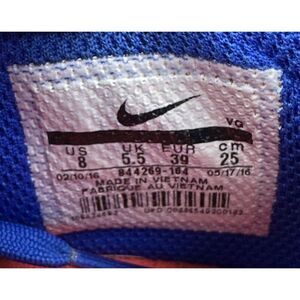 VG
US UK EUR cm
8 5.5 39 25
02/10/16 844269-164 05/17/16
MADE IN VIETNAM
FABRIQUE AU VIETNAM